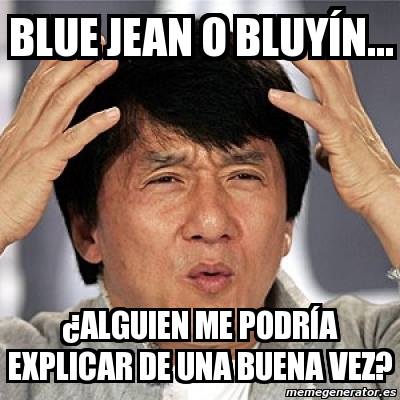 BLUE JEAN O BLUYÍN...
¿ALGUIEN ME PODRÍA
EXPLICAR DE UNA BUENA VEZ?
memegenerator.es